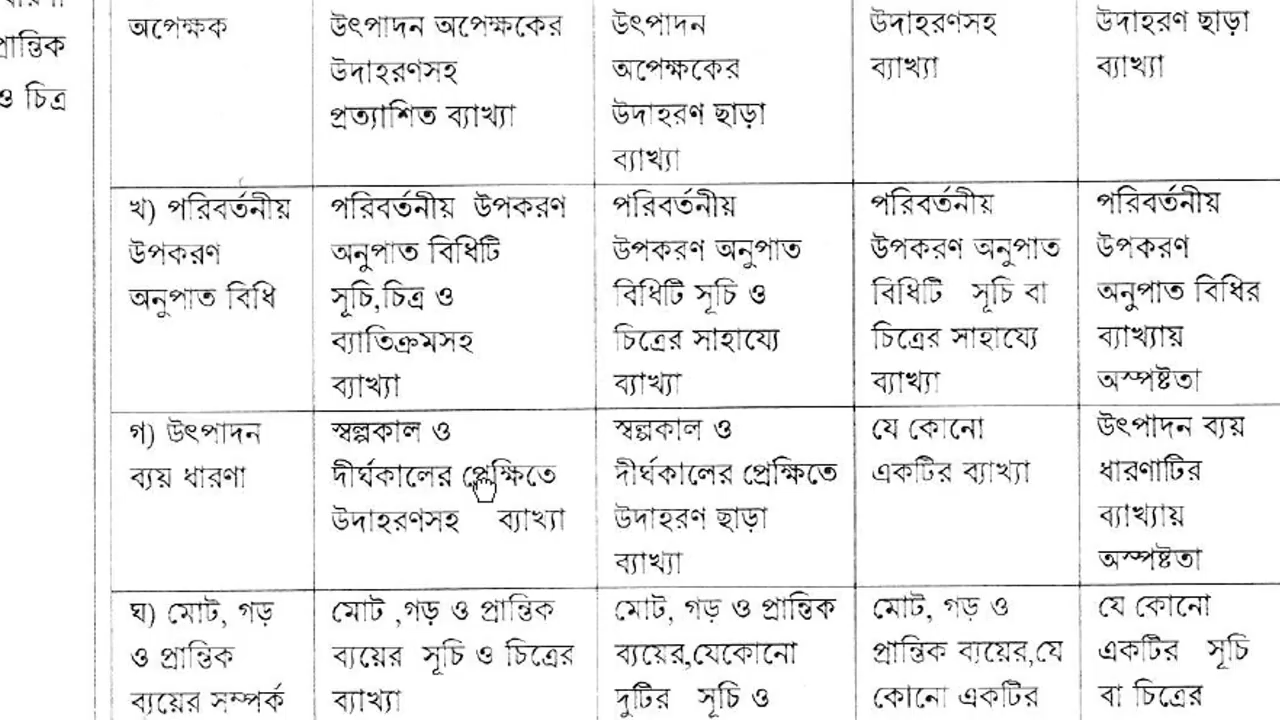 প্রান্তিক
ও চিত্র
অপেক্ষক
উৎপাদন অপেক্ষকের
উদাহরণসহ
প্রত্যাশিত ব্যাখ্যা
উৎপাদন
অপেক্ষকের
উদাহরণ ছাড়া
ব্যাখ্যা
উদাহরণসহ
ব্যাখ্যা
উদাহরণ ছাড়া
ব্যাখ্যা
খ) পরিবর্তনীয়
উপকরণ
অনুপাত বিধি
পরিবর্তনীয় উপকরণ
অনুপাত বিধিটি
সূচি,চিত্র ও
ব্যাতিক্রমসহ
ব্যাখ্যা
পরিবর্তনীয়
উপকরণ অনুপাত
বিধিটি সূচি ও
চিত্রের সাহায্যে
ব্যাখ্যা
পরিবর্তনীয়
উপকরণ অনুপাত
বিধিটি সূচি বা
চিত্রের সাহায্যে
ব্যাখ্যা
পরিবর্তনীয়
উপকরণ
অনুপাত বিধির
ব্যাখ্যায়
অস্পষ্টতা
গ) উৎপাদন
ব্যয় ধারণা
স্বল্পকাল ও
দীর্ঘকালের প্রেক্ষিতে
উদাহরণসহ ব্যাখ্যা
স্বল্পকাল ও
দীর্ঘকালের প্রেক্ষিতে
উদাহরণ ছাড়া
ব্যাখ্যা
যে কোনো
একটির ব্যাখ্যা
উৎপাদন ব্যয়
ধারণাটির
ব্যাখ্যায়
অস্পষ্টতা
ঘ) মোট, গড়
ও প্রান্তিক
ব্যয়ের সম্পর্ক
মোট ,গড় ও প্রান্তিক
ব্যয়ের সূচি ও চিত্রের
ব্যাখ্যা
মোট, গড় ও প্রান্তিক
ব্যয়ের,যেকোনো
দুটির সূচি ও
মোট, গড় ও
প্রান্তিক ব্যয়ের,যে
কোনো একটির
যে কোনো
একটির সূচি
বা চিত্রের